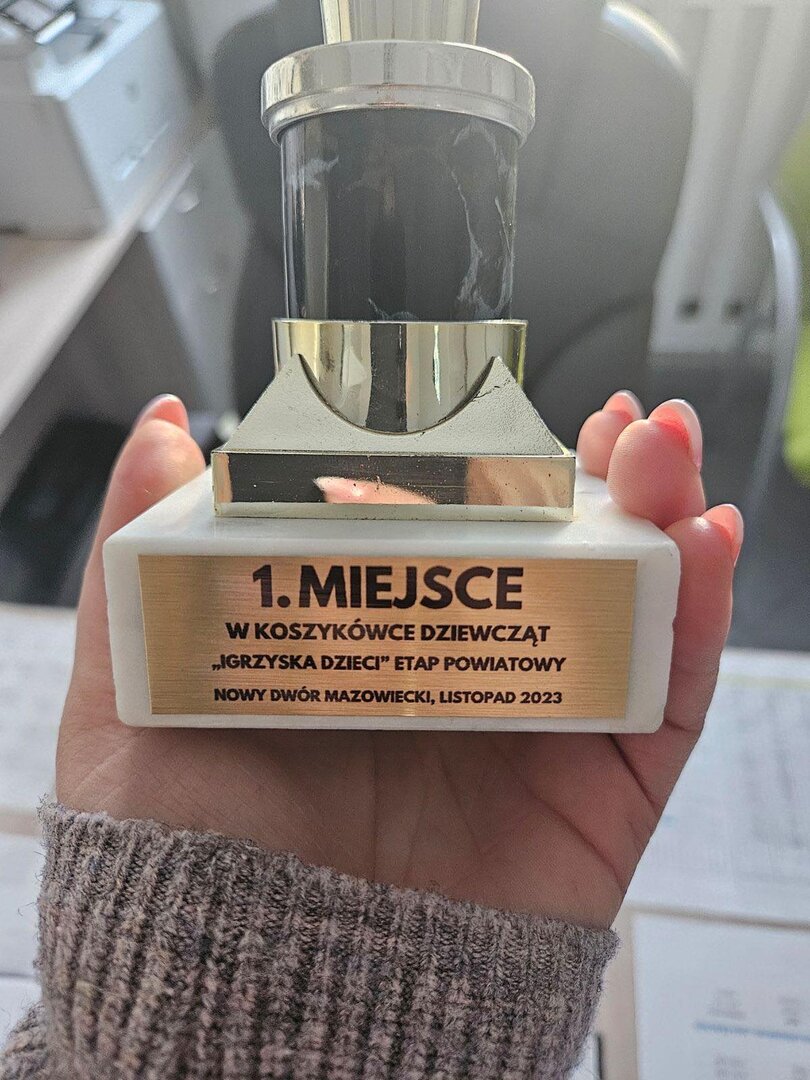 1. MIEJSCE
W KOSZYKÓWCE DZIEWCZĄT
„IGRZYSKA DZIECI” ETAP POWIATOWY
NOWY DWÓR MAZOWIECKI, LISTOPAD 2023